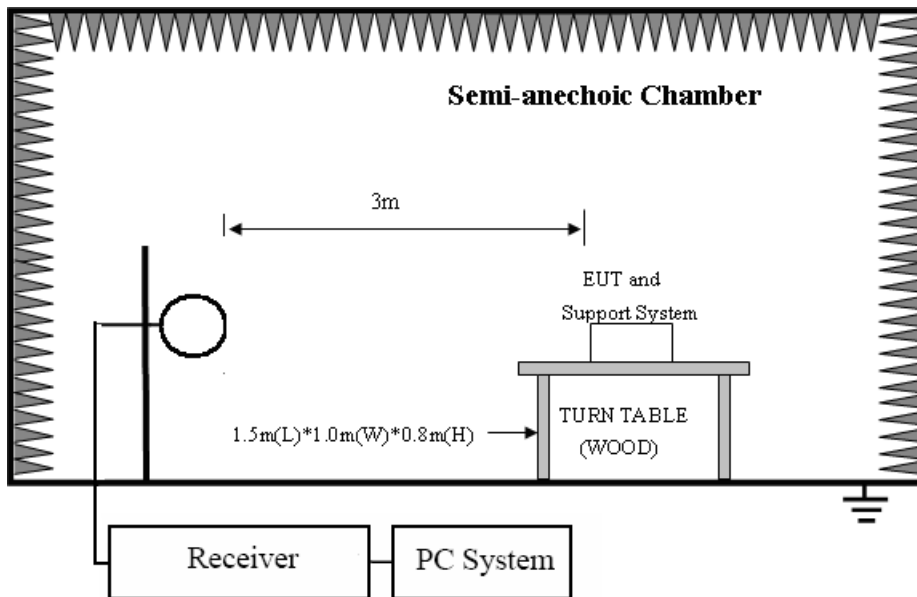 Semi-anechoic Chamber
3m
EUT and
Support System
1.5m(L)*1.0m(W)*0.8m(H)
TURN TABLE
(WOOD)
Receiver
PC System